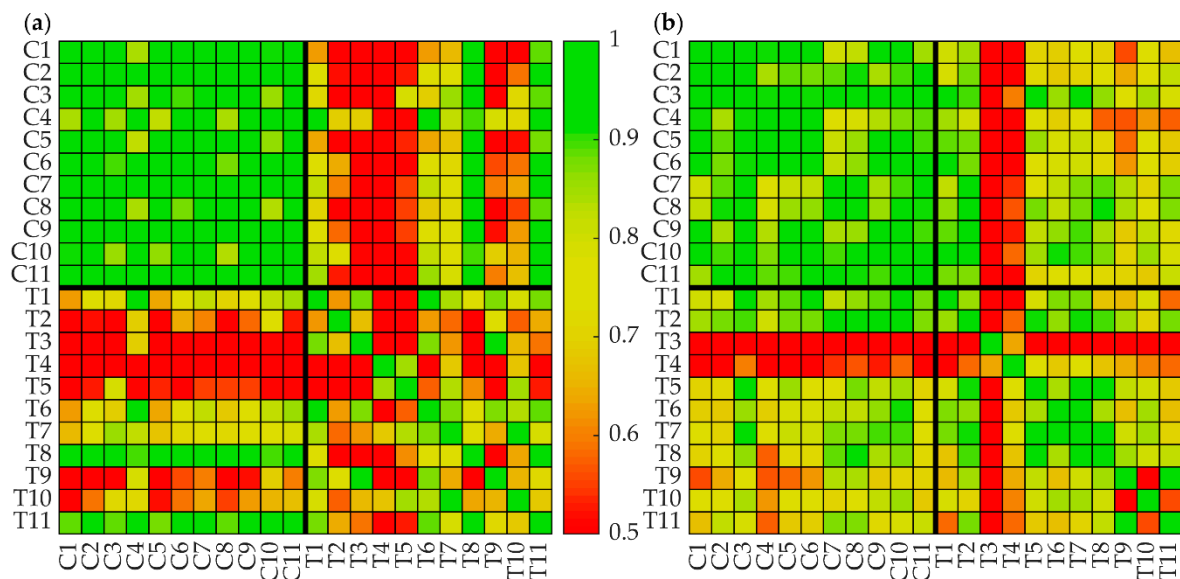 (a)
C1
C2
C3
C4
C5
C6
C7
C8
C9
C10
C11
T1
T2
T3
T4
T5
T6
T7
T8
T9
T10
T11
C1 C2 C3 C4 C5 C6 C7 C8 C9 C10 C11 T1 T2 T3 T4 T5 T6 T7 T8 T9 T10 T11
1
0.9
0.8
0.7
0.6
0.5
(b)
C1
C2
C3
C4
C5
C6
C7
C8
C9
C10
C11
T1
T2
T3
T4
T5
T6
T7
T8
T9
T10
T11
C1 C2 C3 C4 C5 C6 C7 C8 C9 C10 C11 T1 T2 T3 T4 T5 T6 T7 T8 T9 T10 T11